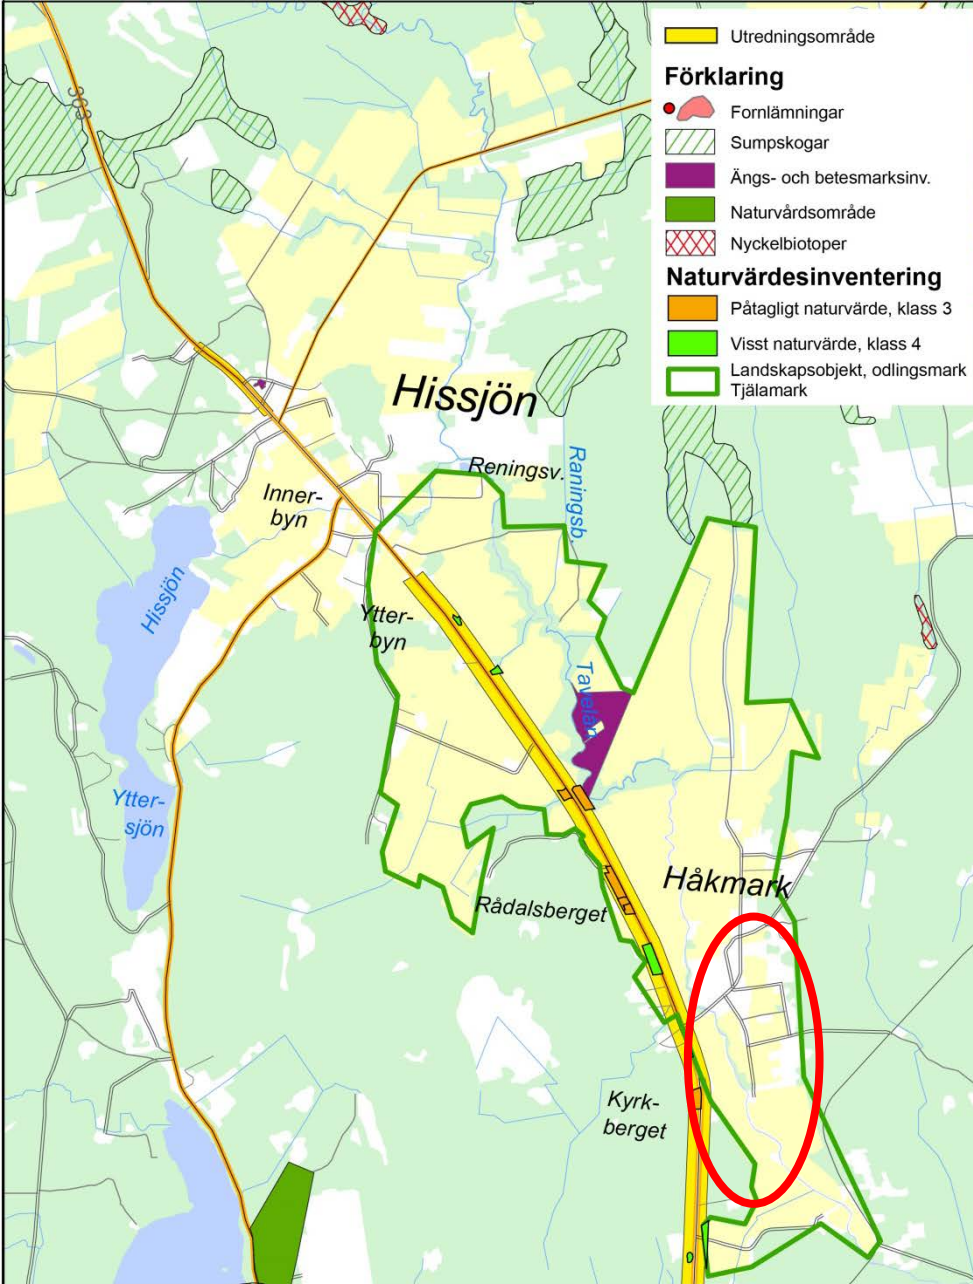 Utredningsområde
Förklaring
Fornlämningar
Sumpskogar
Ängs- och betesmarksinv.
Naturvårdsområde
Nyckelbiotoper
Naturvärdesinventering
Påtagligt naturvärde, klass 3
Visst naturvärde, klass 4
Landskapsobjekt, odlingsmark
Tjälamark
363
Hissjön
Reningsv.
Raningsb.
Inner-
byn
Hissjön
Ytter-
byn
Tavelån
Ytter-
sjön
Håkmark
Rådalsberget
Kyrk-
berget